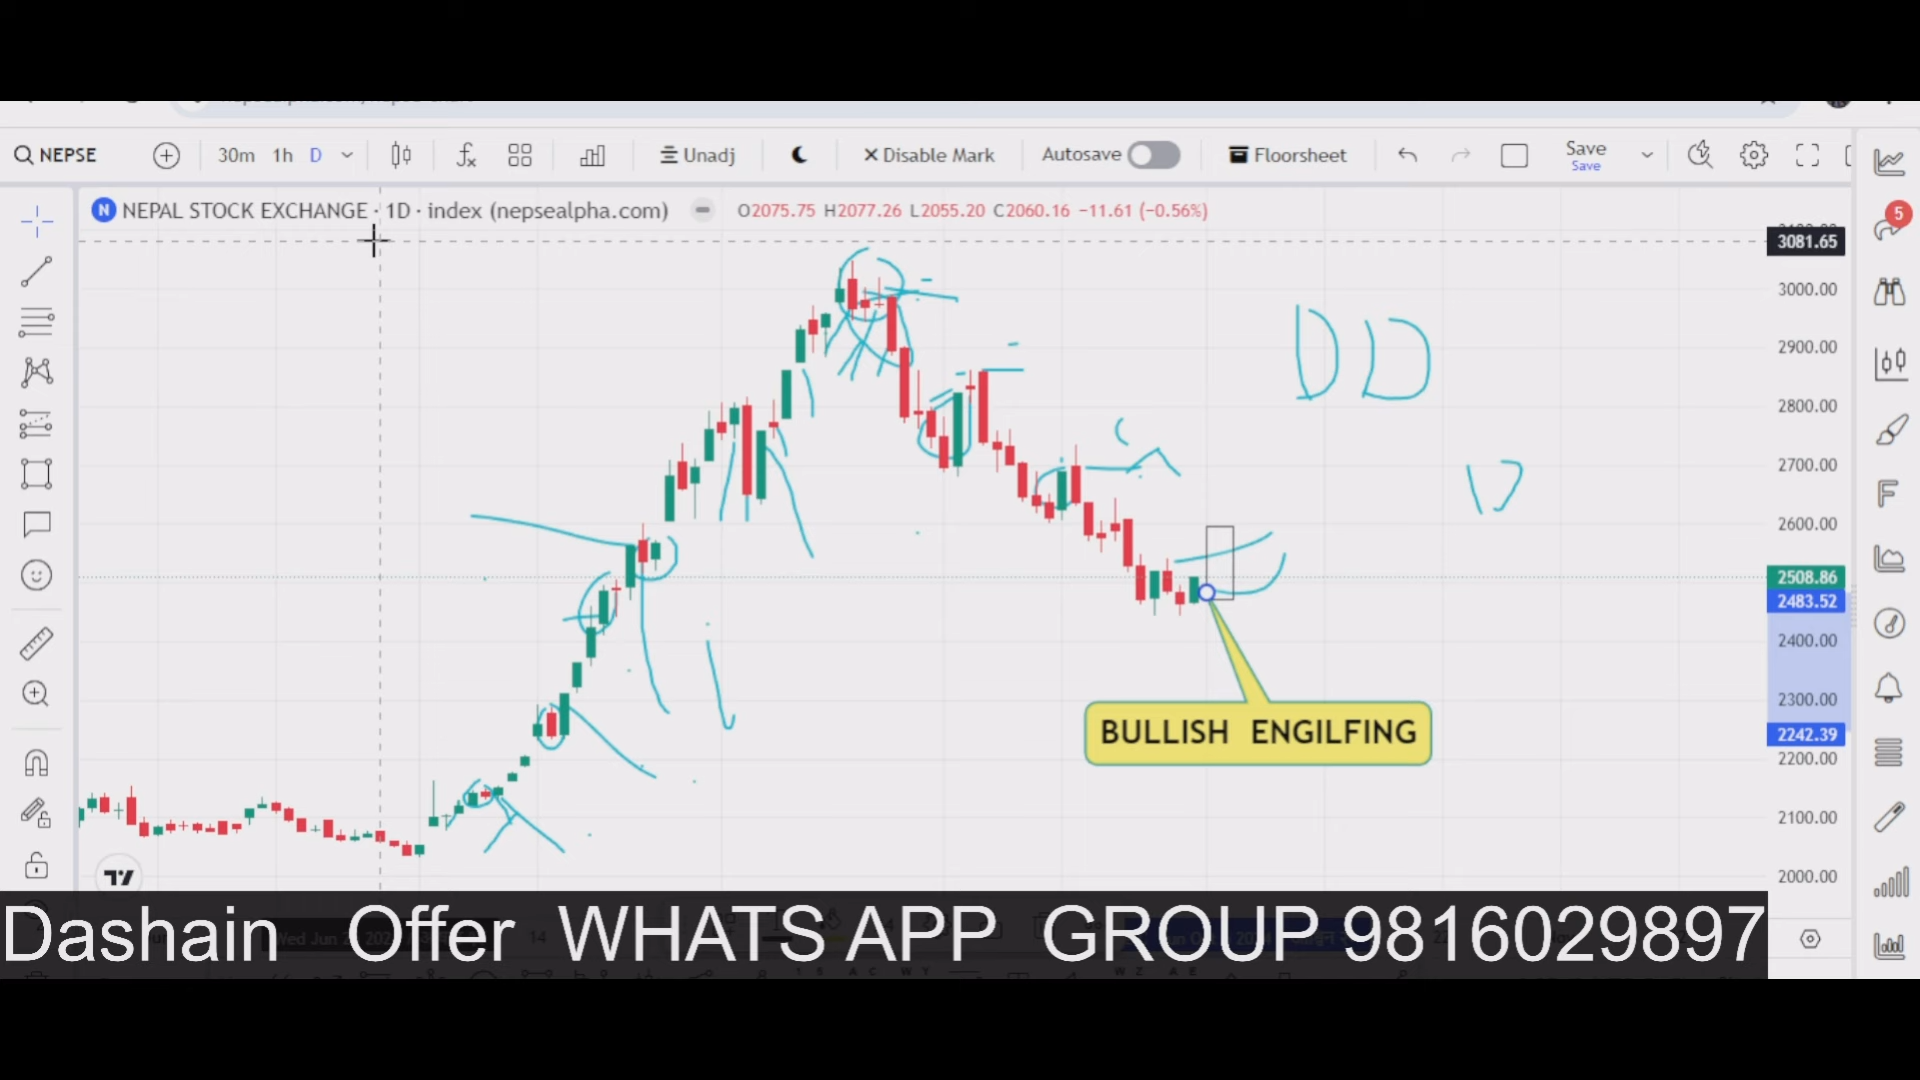 NEPSE 30m 1h D Unadj Disable Mark Autosave Floorsheet Save
Save
N NEPAL STOCK EXCHANGE · 1D · index (nepsealpha.com) O2075.75 H2077.26 L2055.20 C2060.16 −11.61 (−0.56%)
5
3081.65
3000.00
2900.00
DD
2800.00
2700.00
F
2600.00
2508.86
2483.52
2400.00
2300.00
BULLISH ENGILFING
2242.39
2200.00
2100.00
2000.00
Dashain Offer WHATS APP GROUP 9816029897